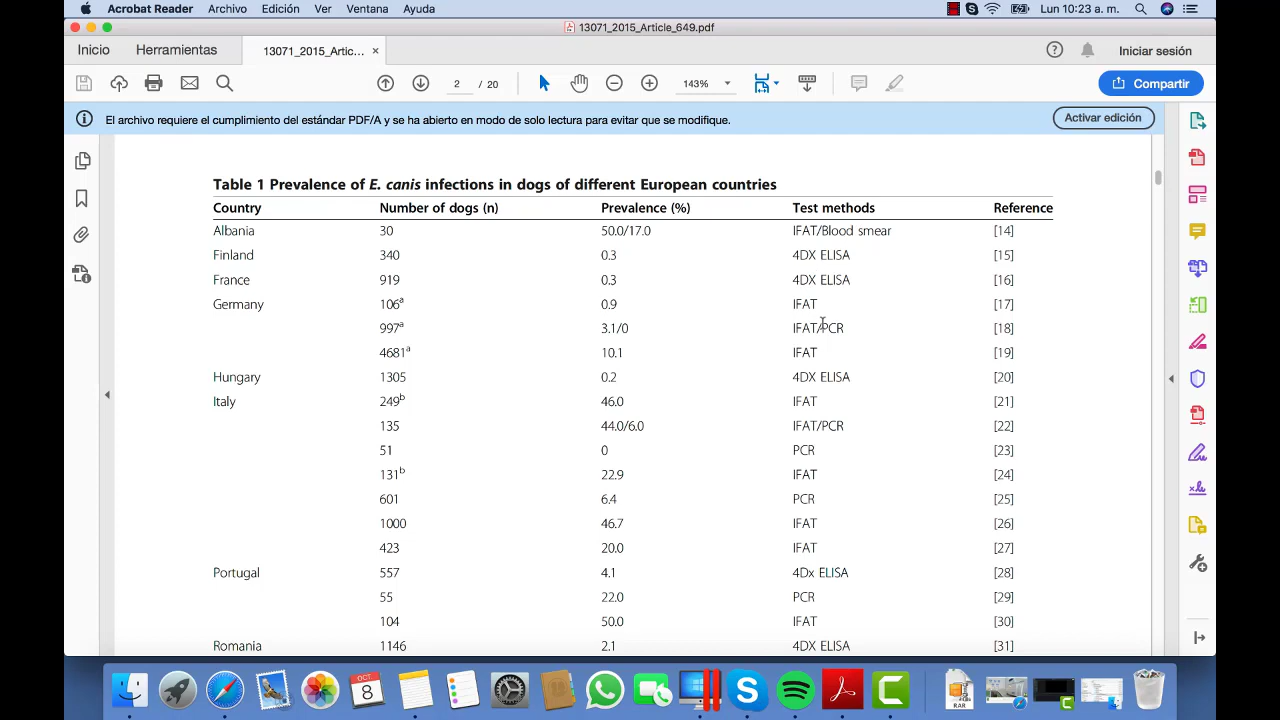 Acrobat Reader Archivo Edición Ver Ventana Ayuda Lun 10:23 a. m.
13071_2015_Article_649.pdf
Inicio Herramientas 13071_2015_Artic... × Iniciar sesión
2 / 20 143% Compartir
El archivo requiere el cumplimiento del estándar PDF/A y se ha abierto en modo de solo lectura para evitar que se modifique. Activar edición
Table 1 Prevalence of E. canis infections in dogs of different European countries
Country Number of dogs (n) Prevalence (%) Test methods Reference
Albania 30 50.0/17.0 IFAT/Blood smear [14]
Finland 340 0.3 4DX ELISA [15]
France 919 0.3 4DX ELISA [16]
Germany 106ᵃ 0.9 IFAT [17]
997ᵃ 3.1/0 IFAT/PCR [18]
4681ᵃ 10.1 IFAT [19]
Hungary 1305 0.2 4DX ELISA [20]
Italy 249ᵇ 46.0 IFAT [21]
135 44.0/6.0 IFAT/PCR [22]
51 0 PCR [23]
131ᵇ 22.9 IFAT [24]
601 6.4 PCR [25]
1000 46.7 IFAT [26]
423 20.0 IFAT [27]
Portugal 557 4.1 4Dx ELISA [28]
55 22.0 PCR [29]
104 50.0 IFAT [30]
Romania 1146 2.1 4DX ELISA [31]
OCT
8
RAR